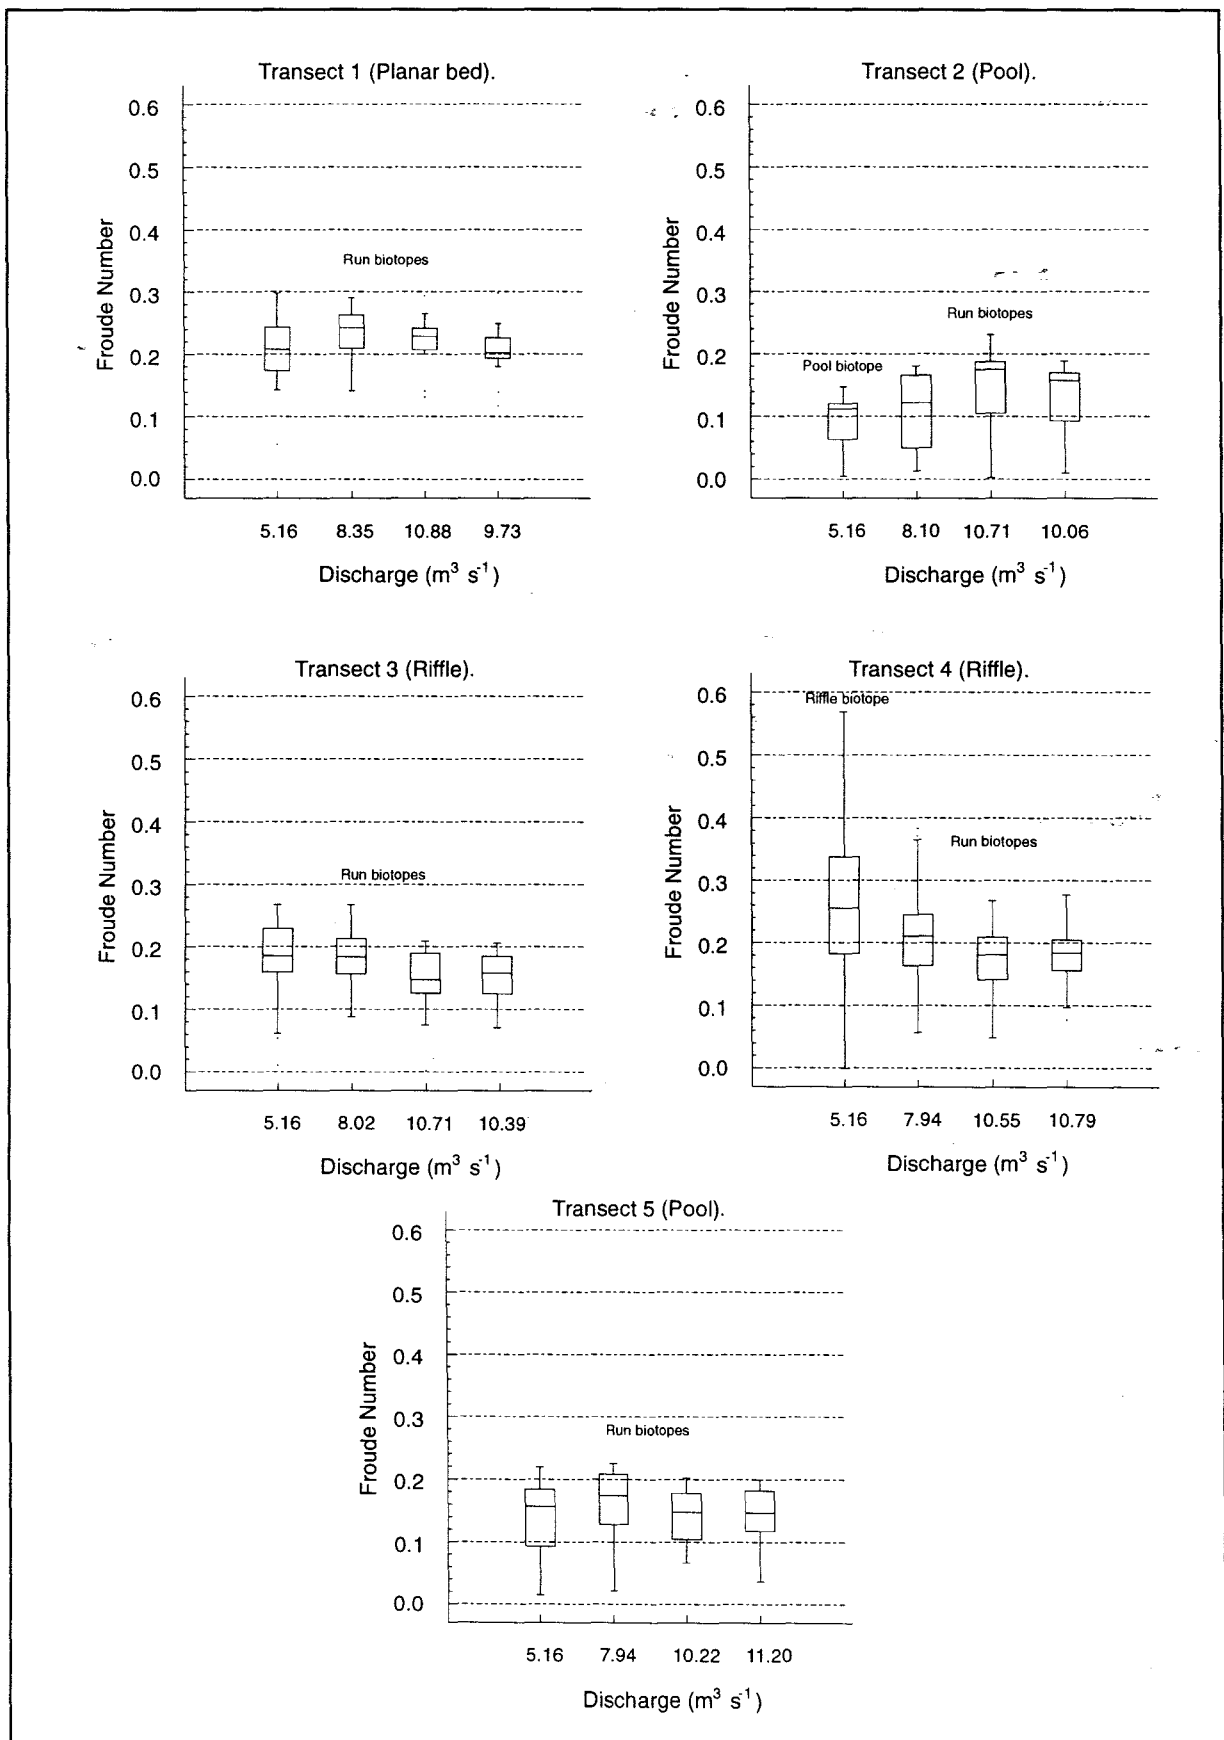 Transect 1 (Planar bed).
0.6
0.5
0.4
0.3
0.2
0.1
0.0
Froude Number
Run biotopes
5.16 8.35 10.88 9.73
Discharge (m³ s⁻¹)
Transect 2 (Pool).
0.6
0.5
0.4
0.3
0.2
0.1
0.0
Froude Number
Run biotopes
Pool biotope
5.16 8.10 10.71 10.06
Discharge (m³ s⁻¹)
Transect 3 (Riffle).
0.6
0.5
0.4
0.3
0.2
0.1
0.0
Froude Number
Run biotopes
5.16 8.02 10.71 10.39
Discharge (m³ s⁻¹)
Transect 4 (Riffle).
0.6
0.5
0.4
0.3
0.2
0.1
0.0
Froude Number
Riffle biotope
Run biotopes
5.16 7.94 10.55 10.79
Discharge (m³ s⁻¹)
Transect 5 (Pool).
0.6
0.5
0.4
0.3
0.2
0.1
0.0
Froude Number
Run biotopes
5.16 7.94 10.22 11.20
Discharge (m³ s⁻¹)